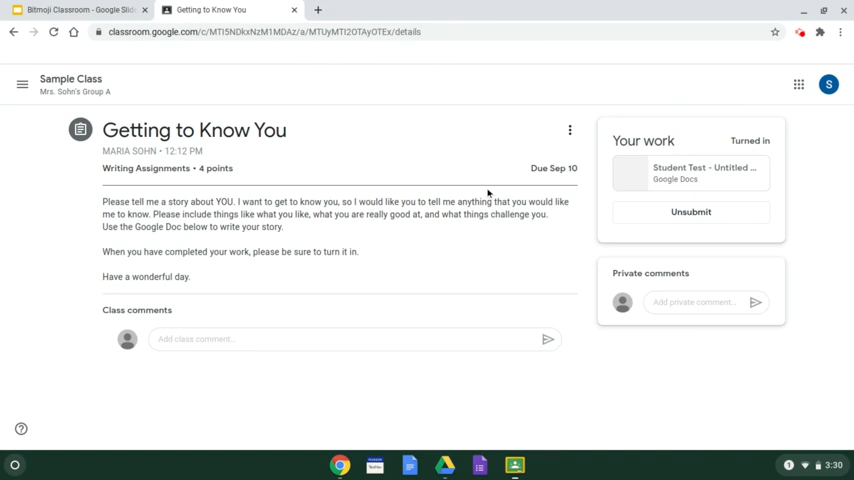 Bitmoji Classroom - Google Slide
Getting to Know You
classroom.google.com/c/MTI5NDkxNzM1MDAz/a/MTUyMTI2OTAyOTEx/details
Sample Class
Mrs. Sohn's Group A
S
Getting to Know You
MARIA SOHN • 12:12 PM
Writing Assignments • 4 points
Due Sep 10
Please tell me a story about YOU. I want to get to know you, so I would like you to tell me anything that you would like
me to know. Please include things like what you like, what you are really good at, and what things challenge you.
Use the Google Doc below to write your story.
When you have completed your work, please be sure to turn it in.
Have a wonderful day.
Class comments
Add class comment...
Your work
Turned in
Student Test - Untitled ...
Google Docs
Unsubmit
Private comments
Add private comment...
1
3:30